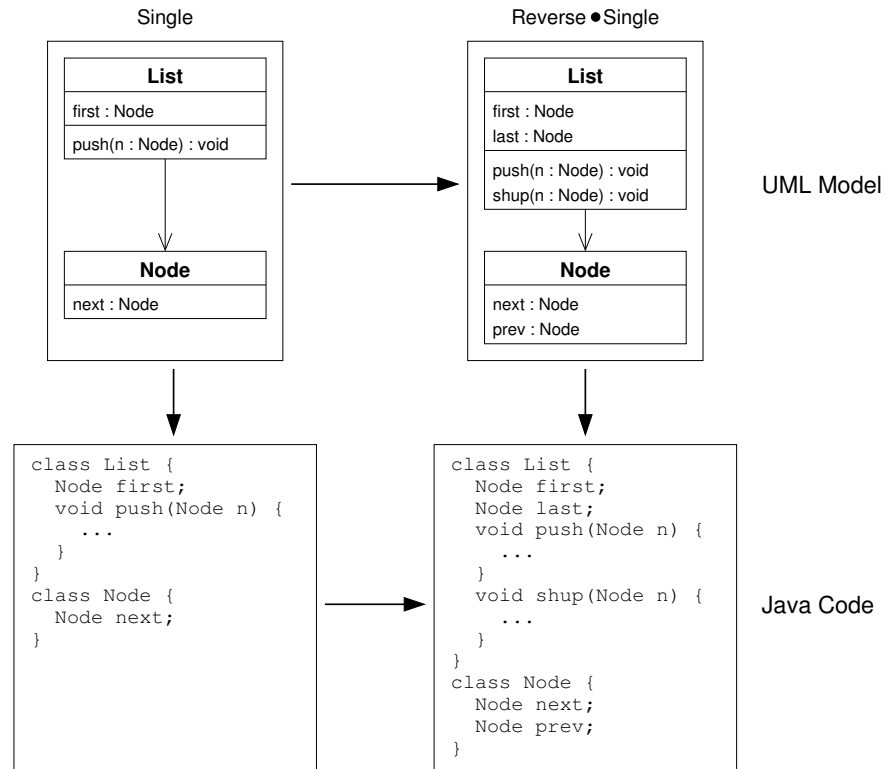 Single
List
first : Node
push(n : Node) : void
Node
next : Node
Reverse ● Single
List
first : Node
last : Node
push(n : Node) : void
shup(n : Node) : void
Node
next : Node
prev : Node
UML Model
class List {
  Node first;
  void push(Node n) {
    ...
  }
}
class Node {
  Node next;
}
class List {
  Node first;
  Node last;
  void push(Node n) {
    ...
  }
  void shup(Node n) {
    ...
  }
}
class Node {
  Node next;
  Node prev;
}
Java Code